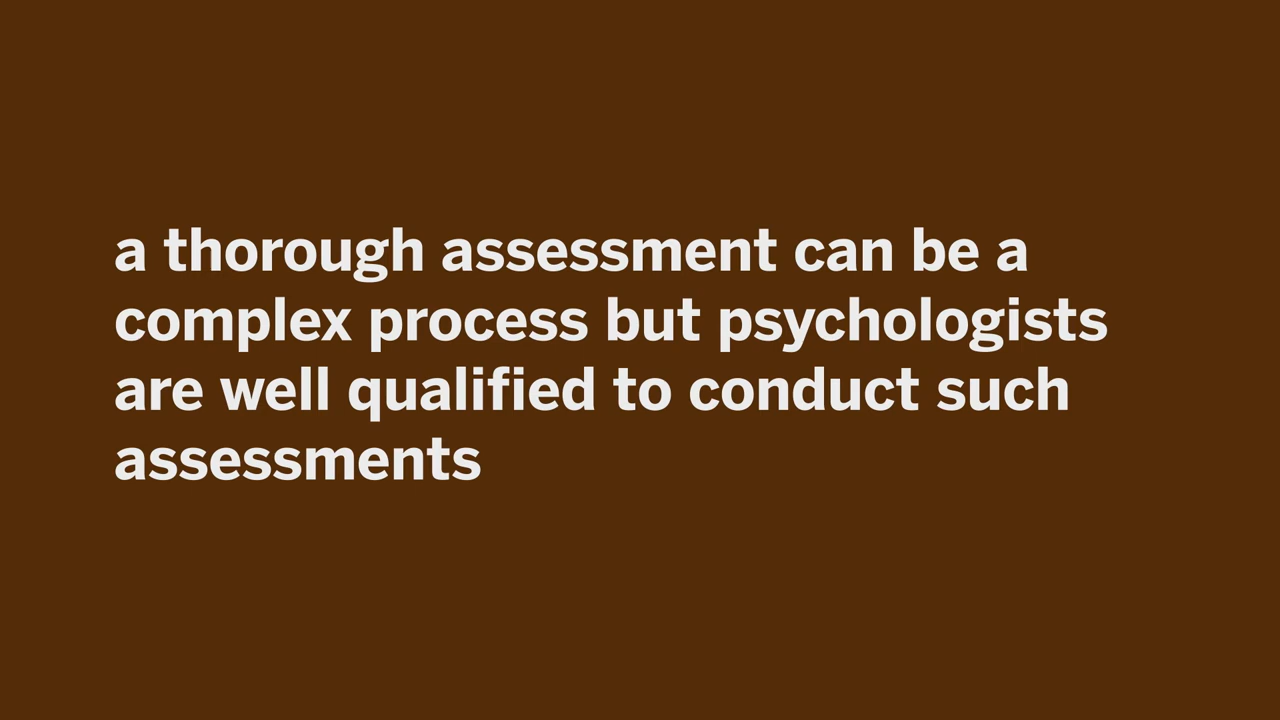 a thorough assessment can be a
complex process but psychologists
are well qualified to conduct such
assessments